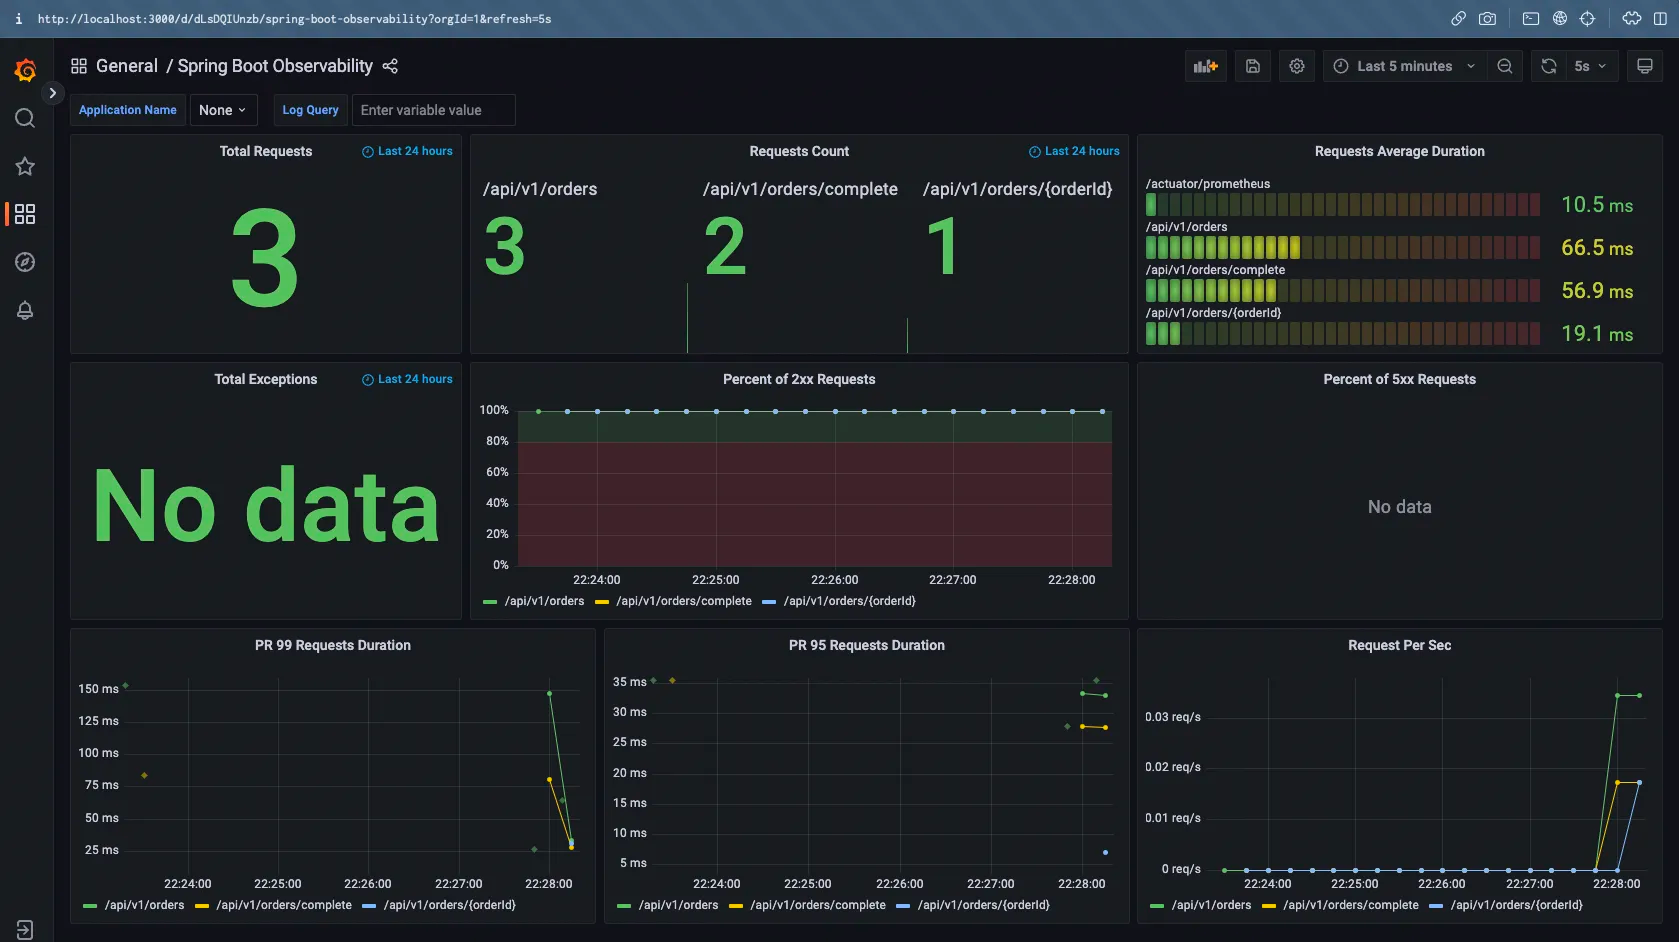 http://localhost:3000/d/dLsDQIUnzb/spring-boot-observability?orgId=1&refresh=5s
General / Spring Boot Observability
Last 5 minutes
5s
Application Name
None
Log Query
Enter variable value
Total Requests
Last 24 hours
3
Requests Count
Last 24 hours
/api/v1/orders
/api/v1/orders/complete
/api/v1/orders/{orderId}
3
2
1
Requests Average Duration
/actuator/prometheus
10.5 ms
/api/v1/orders
66.5 ms
/api/v1/orders/complete
56.9 ms
/api/v1/orders/{orderId}
19.1 ms
Total Exceptions
Last 24 hours
No data
Percent of 2xx Requests
100%
80%
60%
40%
20%
0%
22:24:00 22:25:00 22:26:00 22:27:00 22:28:00
/api/v1/orders /api/v1/orders/complete /api/v1/orders/{orderId}
Percent of 5xx Requests
No data
PR 99 Requests Duration
150 ms
125 ms
100 ms
75 ms
50 ms
25 ms
22:24:00 22:25:00 22:26:00 22:27:00 22:28:00
/api/v1/orders /api/v1/orders/complete /api/v1/orders/{orderId}
PR 95 Requests Duration
35 ms
30 ms
25 ms
20 ms
15 ms
10 ms
5 ms
22:24:00 22:25:00 22:26:00 22:27:00 22:28:00
/api/v1/orders /api/v1/orders/complete /api/v1/orders/{orderId}
Request Per Sec
0.03 req/s
0.02 req/s
0.01 req/s
0 req/s
22:24:00 22:25:00 22:26:00 22:27:00 22:28:00
/api/v1/orders /api/v1/orders/complete /api/v1/orders/{orderId}